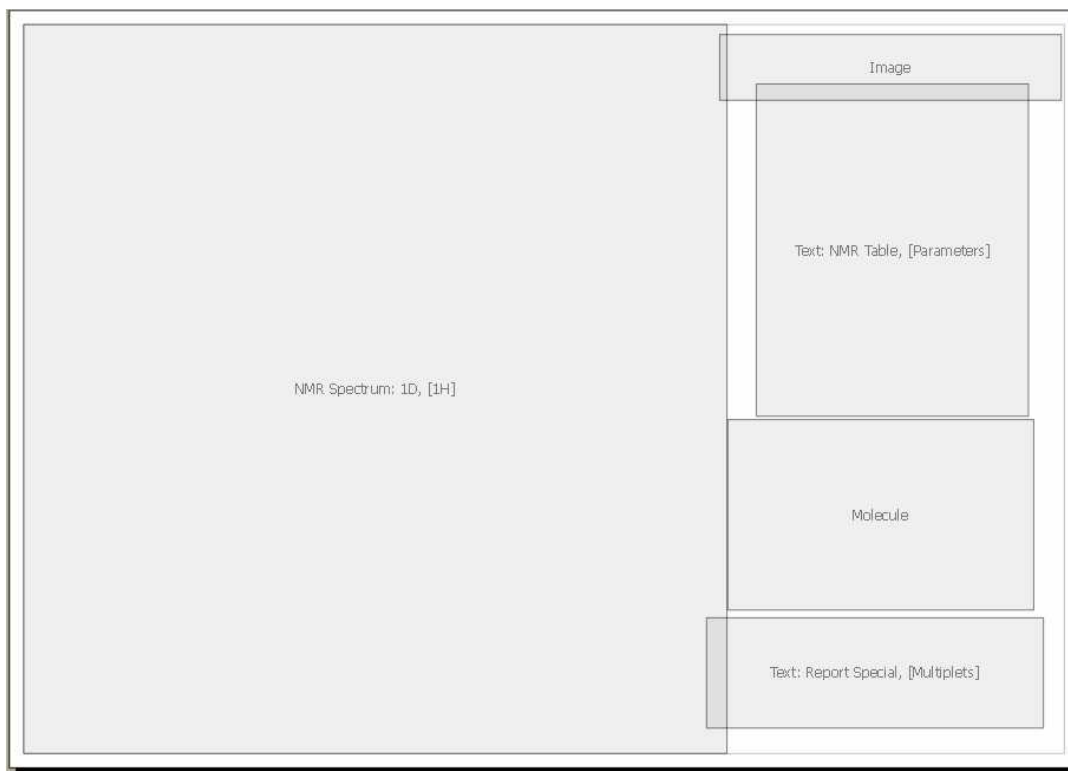 Image
Text: NMR Table, [Parameters]
NMR Spectrum: 1D, [1H]
Molecule
Text: Report Special, [Multiplets]